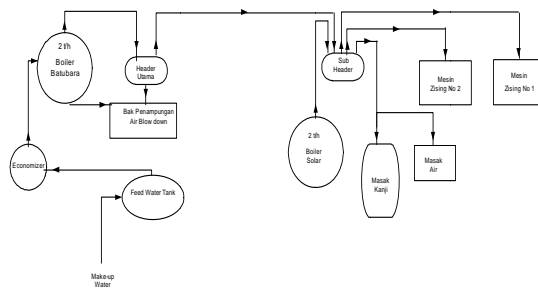 2 t/h
Boiler
Batubara
Header
Utama
Bak Penampungan
Air Blow down
Economizer
Feed Water Tank
Make-up
Water
Sub
Header
2 t/h
Boiler
Solar
Mesin
Zising No 2
Mesin
Zising No 1
Masak
Kanji
Masak
Air